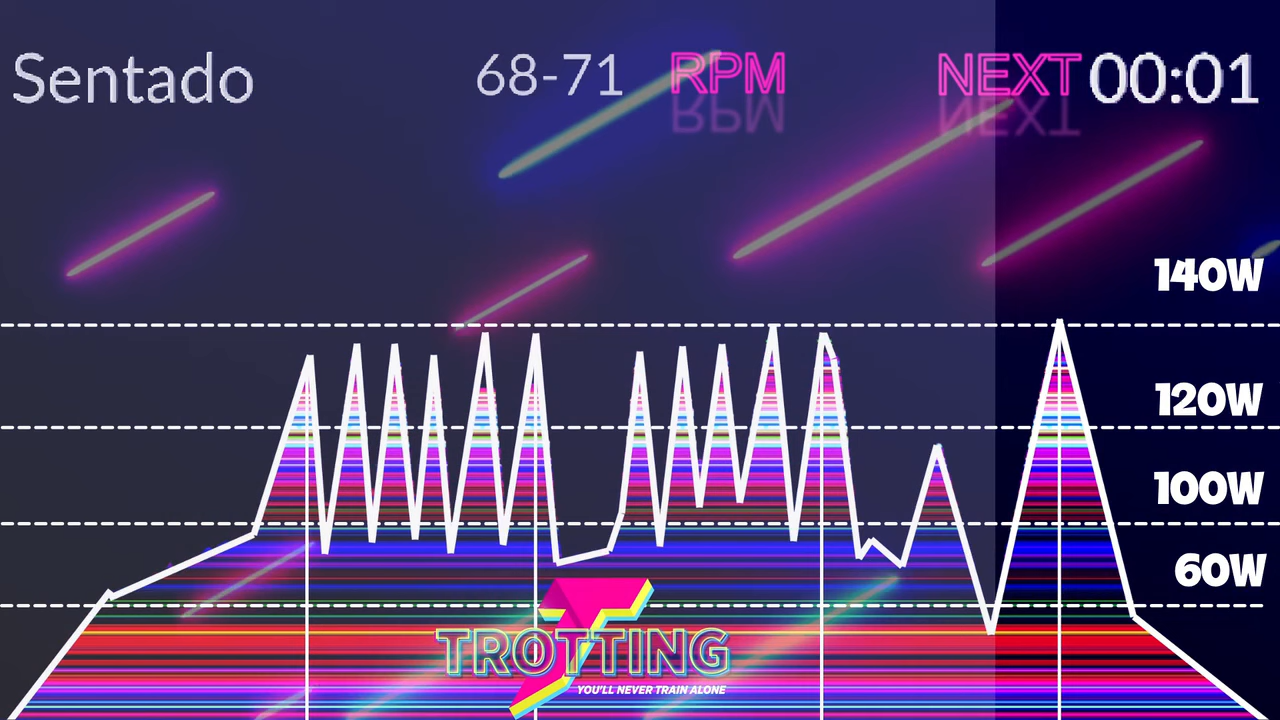 Sentado 68-71 RPM NEXT 00:01
140W
120W
100W
60W
TROTTING
YOU'LL NEVER TRAIN ALONE